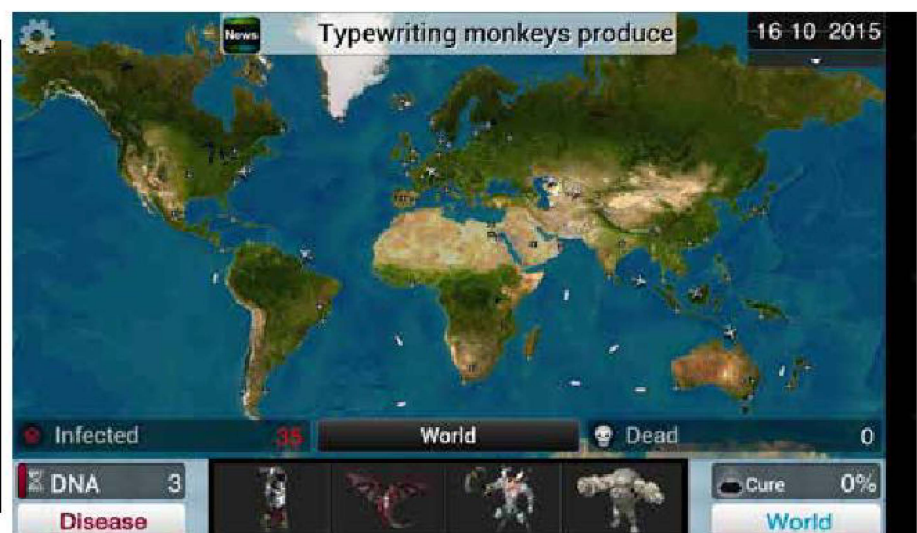 News
Typewriting monkeys produce
16 10 2015
Infected 35
World
Dead 0
DNA 3
Cure 0%
Disease
World